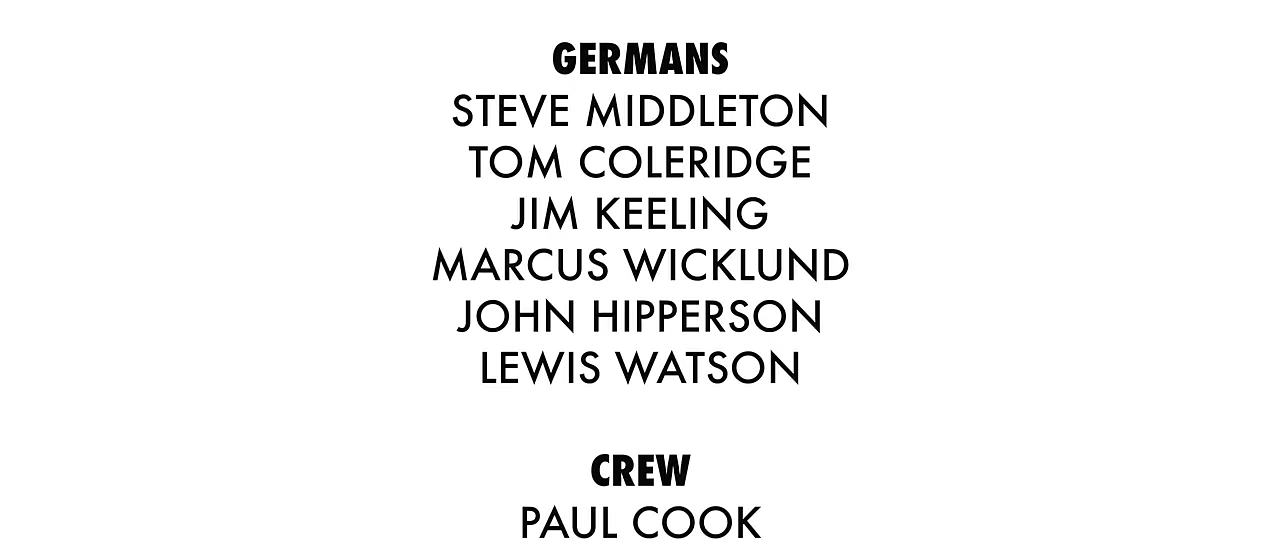 GERMANS
STEVE MIDDLETON
TOM COLERIDGE
JIM KEELING
MARCUS WICKLUND
JOHN HIPPERSON
LEWIS WATSON
CREW
PAUL COOK